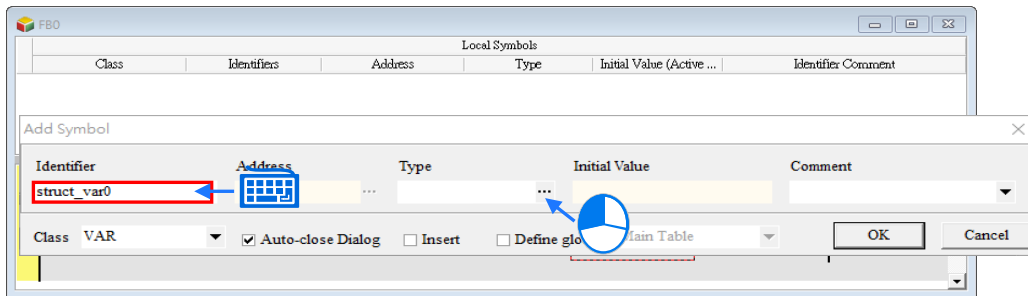 FB0
Local Symbols
Class Identifiers Address Type Initial Value (Active ... Identifier Comment
Add Symbol
Identifier Address Type Initial Value Comment
struct_var0 ... ...
Class VAR Auto-close Dialog Insert Define glo Main Table OK Cancel